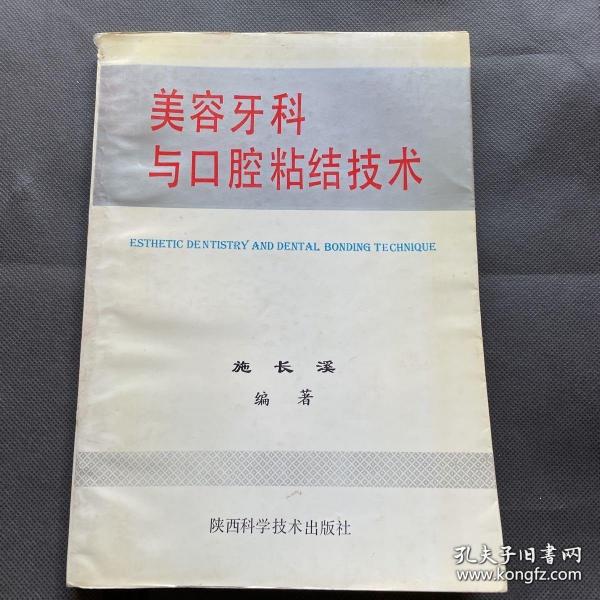 美容牙科
与口腔粘结技术
ESTHETIC DENTISTRY AND DENTAL BONDING TECHNIQUE
施长溪
编著
陕西科学技术出版社
孔夫子旧書网
www.kongfz.com